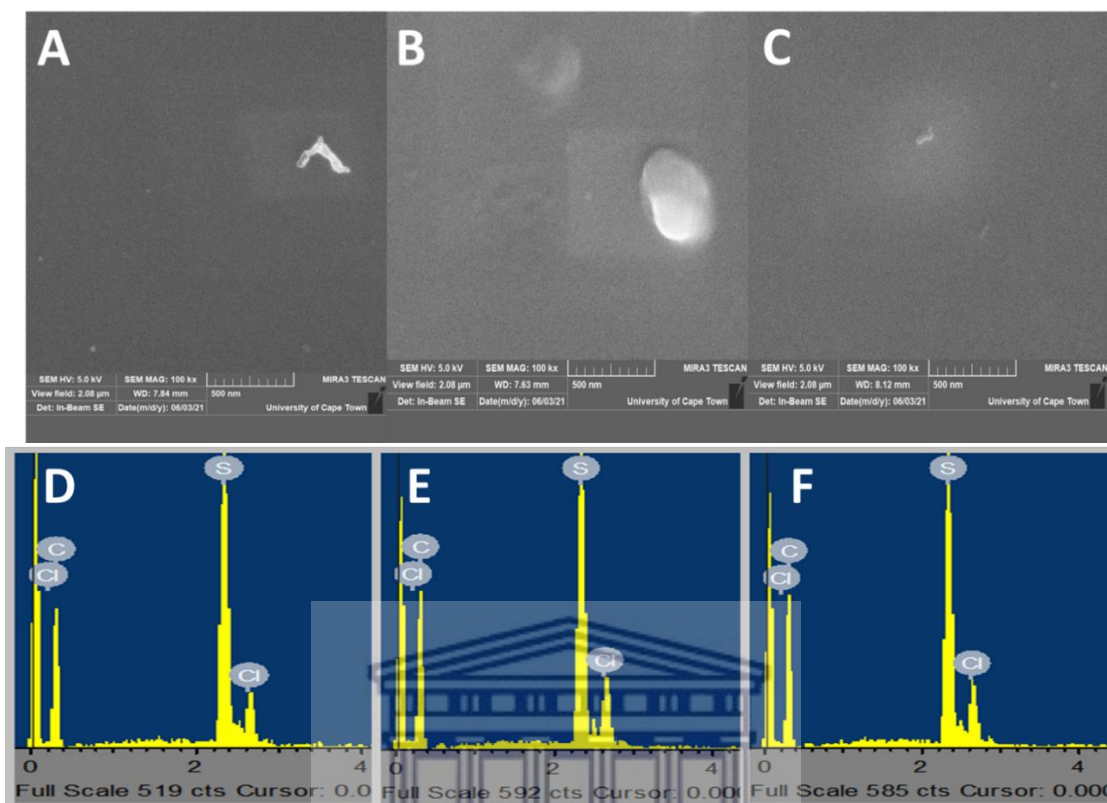 A
B
C
SEM HV: 5.0 kV SEM MAG: 100 kx MIRA3 TESCAN
View field: 2.08 µm WD: 7.84 mm 500 nm
Det: In-Beam SE Date(m/d/y): 06/03/21 University of Cape Town
SEM HV: 5.0 kV SEM MAG: 100 kx MIRA3 TESCAN
View field: 2.08 µm WD: 7.63 mm 500 nm
Det: In-Beam SE Date(m/d/y): 06/03/21 University of Cape Town
SEM HV: 5.0 kV SEM MAG: 100 kx MIRA3 TESCAN
View field: 2.08 µm WD: 8.12 mm 500 nm
Det: In-Beam SE Date(m/d/y): 06/03/21 University of Cape Town
D
S
C
Cl
Cl
0 2 4
Full Scale 519 cts Cursor: 0.0
E
S
C
Cl
Cl
0 2 4
Full Scale 592 cts Cursor: 0.000
F
S
C
Cl
Cl
0 2 4
Full Scale 585 cts Cursor: 0.000